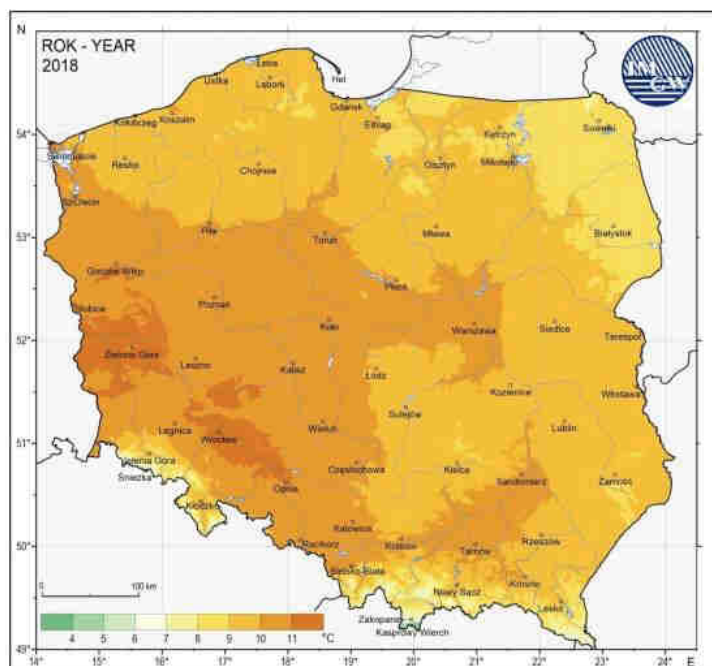 N
ROK - YEAR
2018
IM
GW
Łeba
Ustka
Hel
Lębork
Gdańsk
54°
Kołobrzeg
Koszalin
Elbląg
Kętrzyn
Suwałki
Świnoujście
Resko
Chojnice
Olsztyn
Mikołajki
Szczecin
53°
Piła
Toruń
Mława
Białystok
Gorzów Wlkp.
Płock
Słubice
Poznań
Koło
Warszawa
Siedlce
Terespol
52°
Zielona Góra
Leszno
Kalisz
Łódź
Kozienice
Włodawa
Sulejów
51°
Legnica
Wrocław
Wieluń
Lublin
Jelenia Góra
Śnieżka
Częstochowa
Kielce
Sandomierz
Zamość
Kłodzko
Opole
Katowice
50°
Racibórz
Kraków
Tarnów
Rzeszów
Bielsko-Biała
Nowy Sącz
Krosno
Lesko
0 100 km
Zakopane
Kasprowy Wierch
4 5 6 7 8 9 10 11 °C
49°
14° 15° 16° 17° 18° 19° 20° 21° 22° 23° 24° E